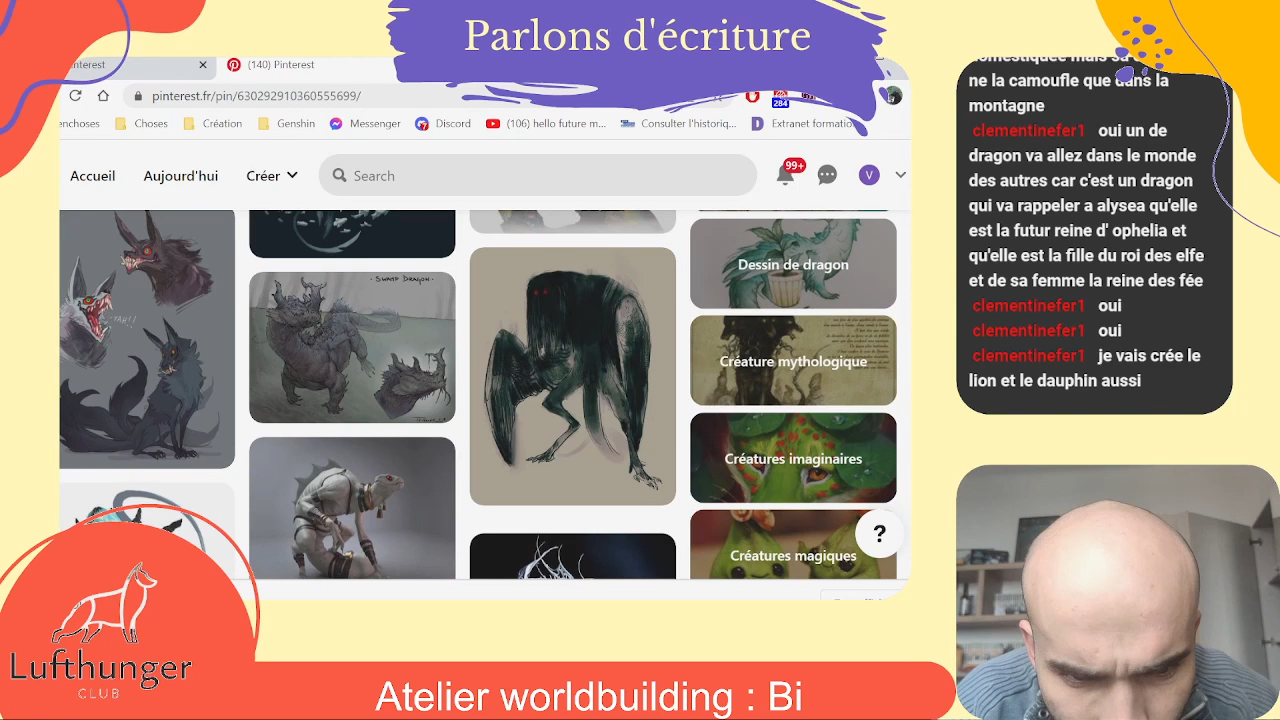 Parlons d'écriture
(140) Pinterest
pinterest.fr/pin/630292910360555699/
284
Choses
Création
Genshin
Messenger
Discord
(106) hello future m...
Consulter l'historiq...
Extranet formatio
Accueil
Aujourd'hui
Créer
Search
99+
V
- SWAMP DRAGON -
-YAH!!
Dessin de dragon
Créature mythologique
Créatures imaginaires
Créatures magiques
?
ne la camoufle que dans la
montagne
clementinefer1 oui un de
dragon va allez dans le monde
des autres car c'est un dragon
qui va rappeler a alysea qu'elle
est la futur reine d' ophelia et
qu'elle est la fille du roi des elfe
et de sa femme la reine des fée
clementinefer1 oui
clementinefer1 oui
clementinefer1 je vais crée le
lion et le dauphin aussi
Lufthunger
CLUB
Atelier worldbuilding : Bi